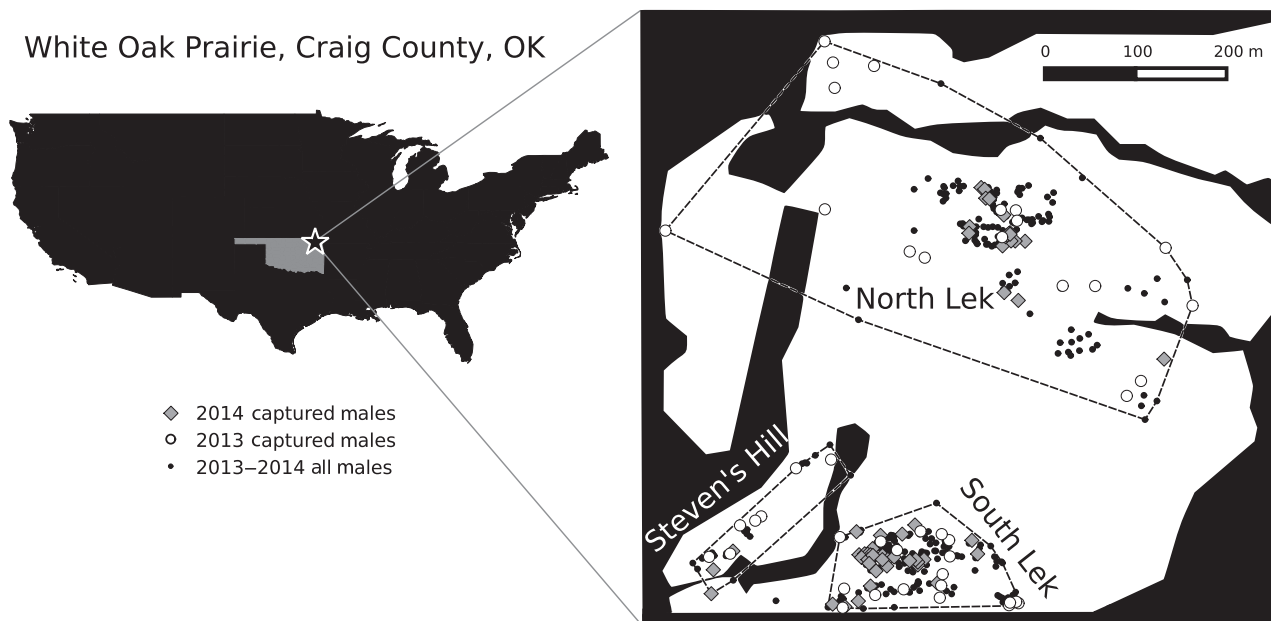 White Oak Prairie, Craig County, OK
0 100 200 m
North Lek
2014 captured males
2013 captured males
2013–2014 all males
Steven's Hill
South Lek